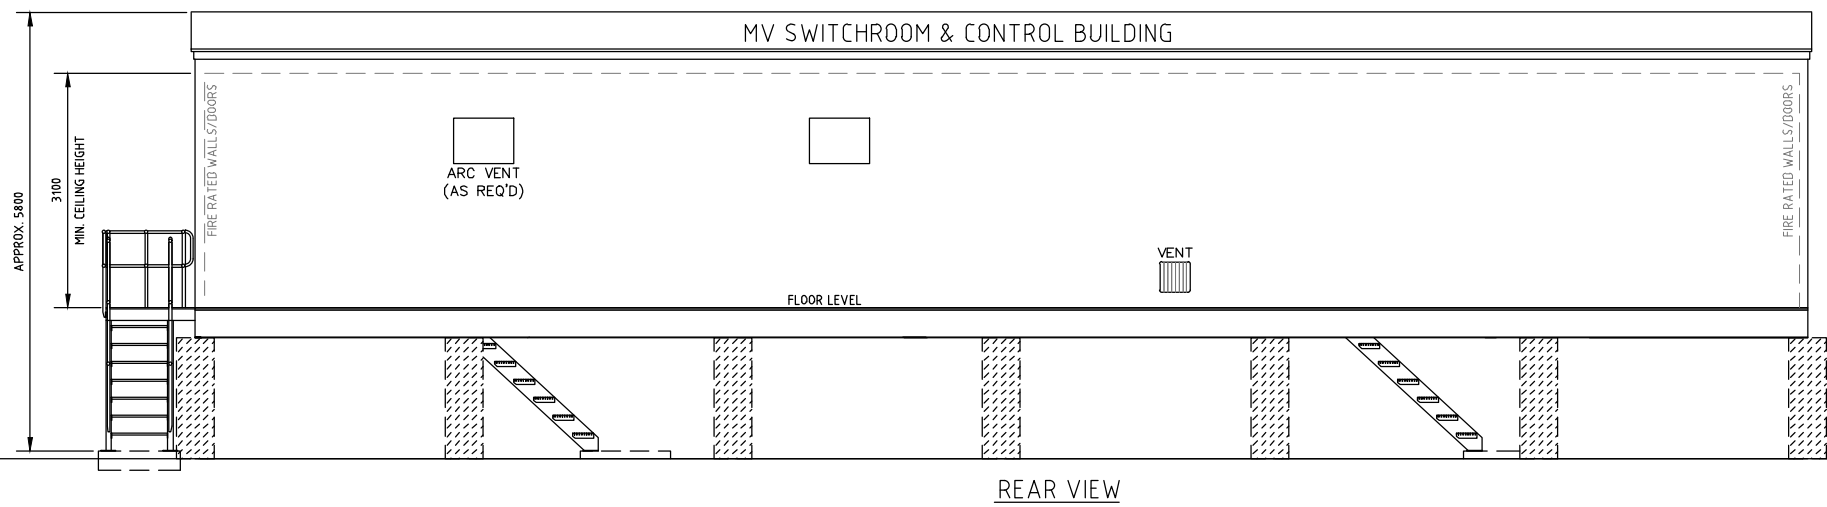 MV SWITCHROOM & CONTROL BUILDING
APPROX. 5800
3100
MIN. CEILING HEIGHT
FIRE RATED WALLS/DOORS
ARC VENT
(AS REQ'D)
FIRE RATED WALLS/DOORS
VENT
FLOOR LEVEL
REAR VIEW